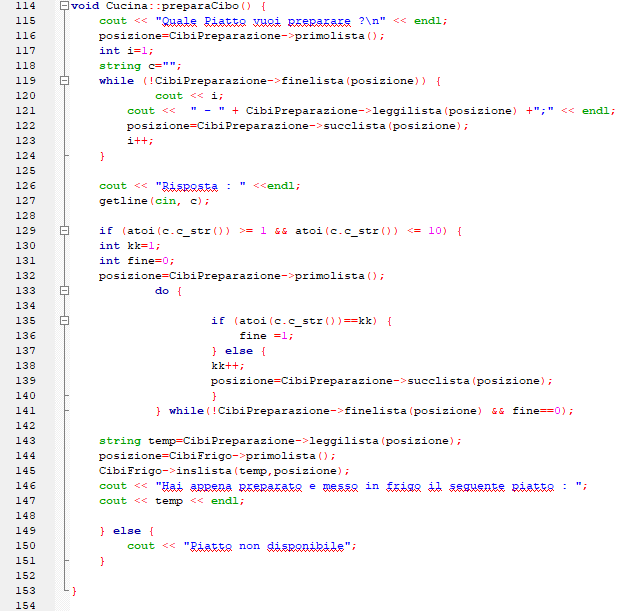 114 void Cucina::preparaCibo() {
115 cout << "Quale Piatto vuoi preparare ?\n" << endl;
116 posizione=CibiPreparazione->primolista();
117 int i=1;
118 string c="";
119 while (!CibiPreparazione->finelista(posizione)) {
120 cout << i;
121 cout << " - " + CibiPreparazione->leggilista(posizione) +";" << endl;
122 posizione=CibiPreparazione->succlista(posizione);
123 i++;
124 }
125
126 cout << "Risposta : " <<endl;
127 getline(cin, c);
128
129 if (atoi(c.c_str()) >= 1 && atoi(c.c_str()) <= 10) {
130 int kk=1;
131 int fine=0;
132 posizione=CibiPreparazione->primolista();
133 do {
134
135 if (atoi(c.c_str())==kk) {
136 fine =1;
137 } else {
138 kk++;
139 posizione=CibiPreparazione->succlista(posizione);
140 }
141 } while(!CibiPreparazione->finelista(posizione) && fine==0);
142
143 string temp=CibiPreparazione->leggilista(posizione);
144 posizione=CibiFrigo->primolista();
145 CibiFrigo->inslista(temp,posizione);
146 cout << "Hai appena preparato e messo in frigo il seguente piatto : ";
147 cout << temp << endl;
148
149 } else {
150 cout << "Piatto non disponibile";
151 }
152
153 }
154